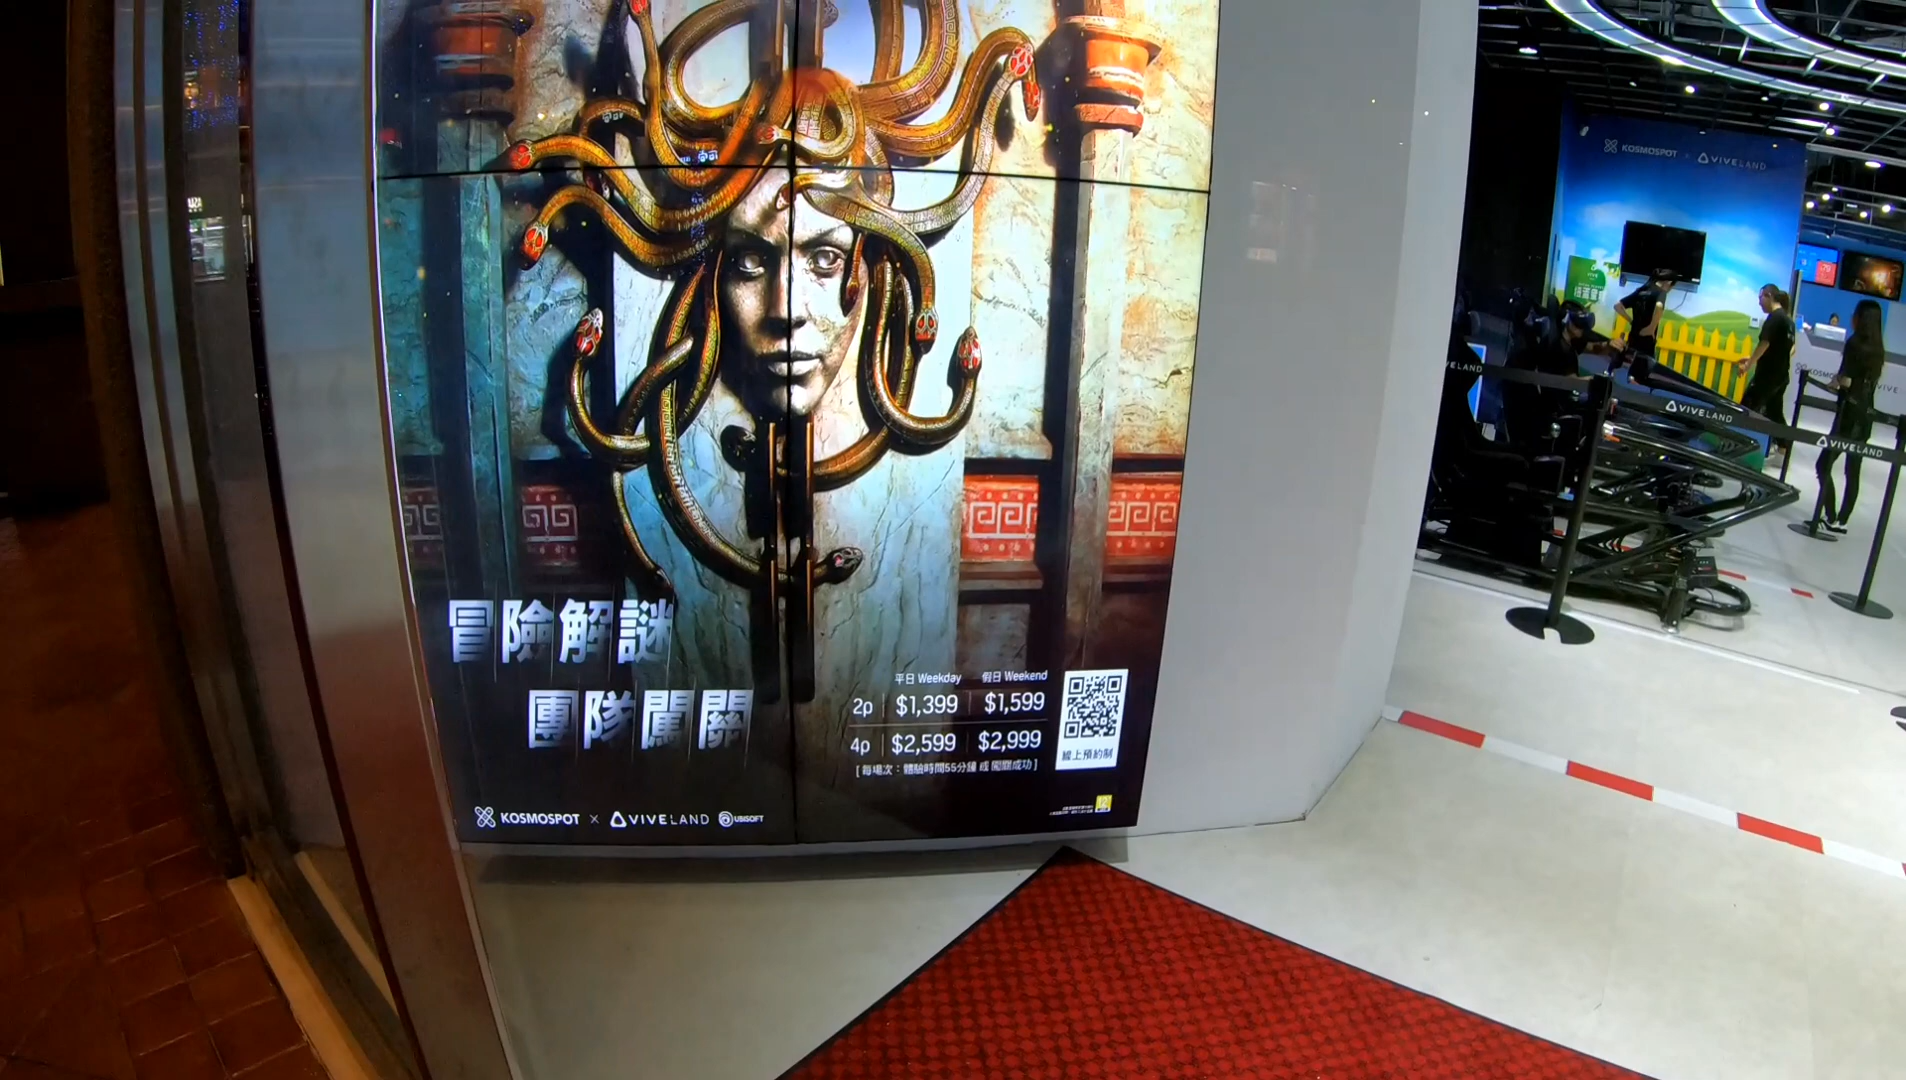 冒險解謎
團隊闖關
平日 Weekday 假日 Weekend
2p $1,399 $1,599
4p $2,599 $2,999
[ 每場次：體驗時間55分鐘 或 闖關成功 ]
線上預約制
KOSMOSPOT × VIVELAND UBISOFT
KOSMOSPOT × VIVELAND
VIVELAND
VIVELAND